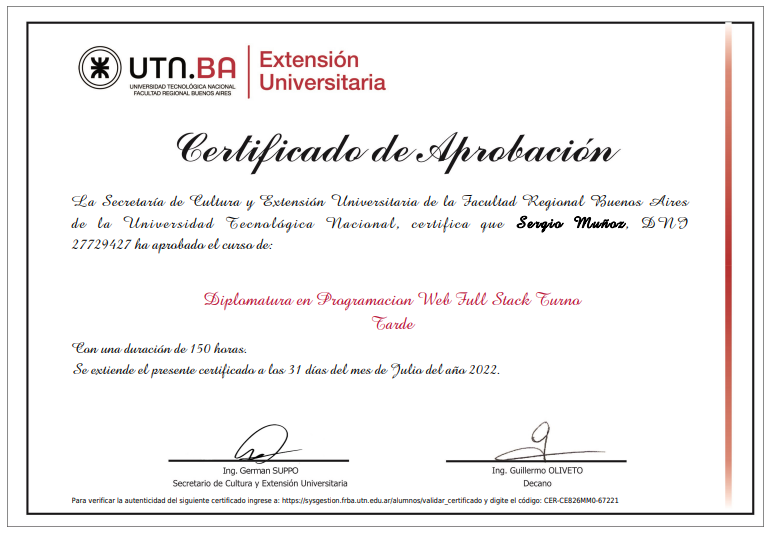 UTN.BA
UNIVERSIDAD TECNOLÓGICA NACIONAL
FACULTAD REGIONAL BUENOS AIRES
Extensión
Universitaria
Certificado de Aprobación
La Secretaría de Cultura y Extensión Universitaria de la Facultad Regional Buenos Aires
de la Universidad Tecnológica Nacional, certifica que Sergio Muñoz, DNI
27729427 ha aprobado el curso de:
Diplomatura en Programacion Web Full Stack Turno
Tarde
Con una duración de 150 horas.
Se extiende el presente certificado a los 31 días del mes de Julio del año 2022.
Ing. German SUPPO
Secretario de Cultura y Extensión Universitaria
Ing. Guillermo OLIVETO
Decano
Para verificar la autenticidad del siguiente certificado ingrese a: https://sysgestion.frba.utn.edu.ar/alumnos/validar_certificado y digite el código: CER-CE826MM0-67221